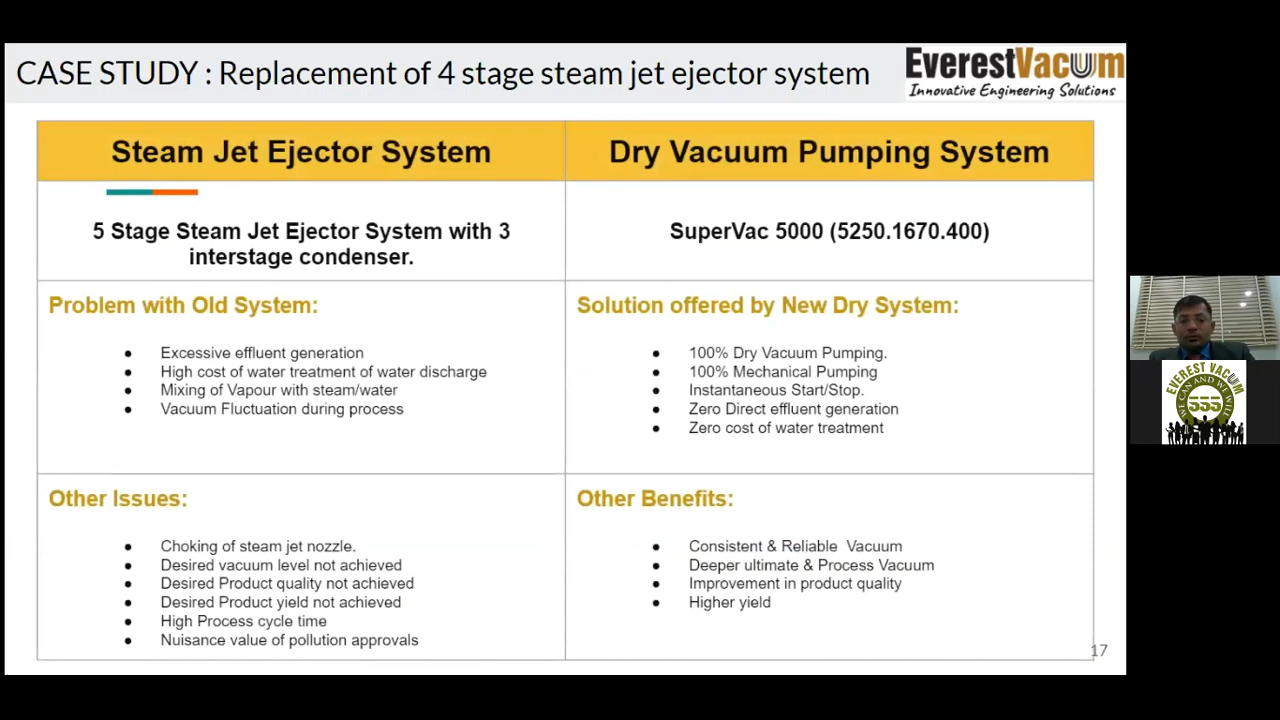 CASE STUDY : Replacement of 4 stage steam jet ejector system
EverestVacuum
Innovative Engineering Solutions
Steam Jet Ejector System
Dry Vacuum Pumping System
5 Stage Steam Jet Ejector System with 3
interstage condenser.
SuperVac 5000 (5250.1670.400)
Problem with Old System:
• Excessive effluent generation
• High cost of water treatment of water discharge
• Mixing of Vapour with steam/water
• Vacuum Fluctuation during process
Solution offered by New Dry System:
• 100% Dry Vacuum Pumping.
• 100% Mechanical Pumping
• Instantaneous Start/Stop.
• Zero Direct effluent generation
• Zero cost of water treatment
Other Issues:
• Choking of steam jet nozzle.
• Desired vacuum level not achieved
• Desired Product quality not achieved
• Desired Product yield not achieved
• High Process cycle time
• Nuisance value of pollution approvals
Other Benefits:
• Consistent & Reliable Vacuum
• Deeper ultimate & Process Vacuum
• Improvement in product quality
• Higher yield
17
EVEREST VACUUM
555
WE CAN AND WE WILL